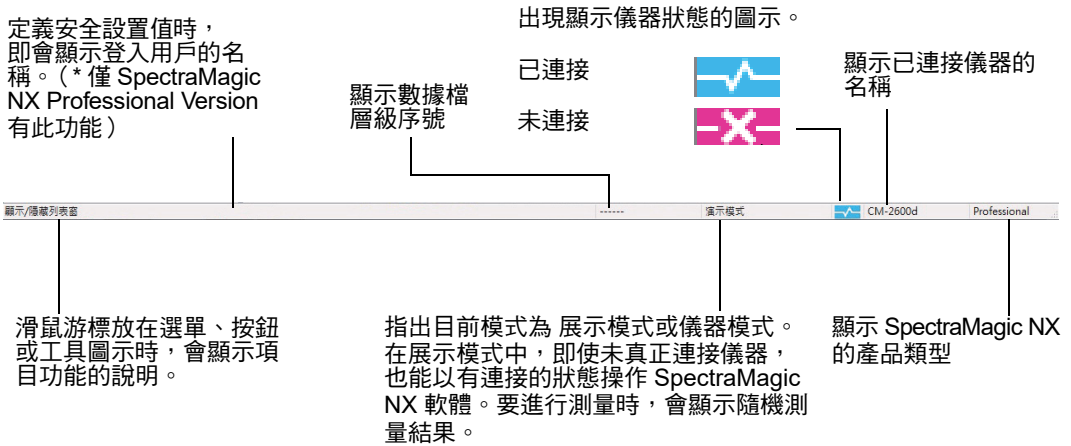 定義安全設置值時，
即會顯示登入用戶的名
稱。（* 僅 SpectraMagic
NX Professional Version
有此功能）
顯示數據檔
層級序號
出現顯示儀器狀態的圖示。
已連接
未連接
顯示已連接儀器的
名稱
顯示/隱藏列表窗
------
演示模式
CM-2600d
Professional
滑鼠游標放在選單、按鈕
或工具圖示時，會顯示項
目功能的說明。
指出目前模式為 展示模式或儀器模式。
在展示模式中，即使未真正連接儀器，
也能以有連接的狀態操作 SpectraMagic
NX 軟體。要進行測量時，會顯示隨機測
量結果。
顯示 SpectraMagic NX
的產品類型